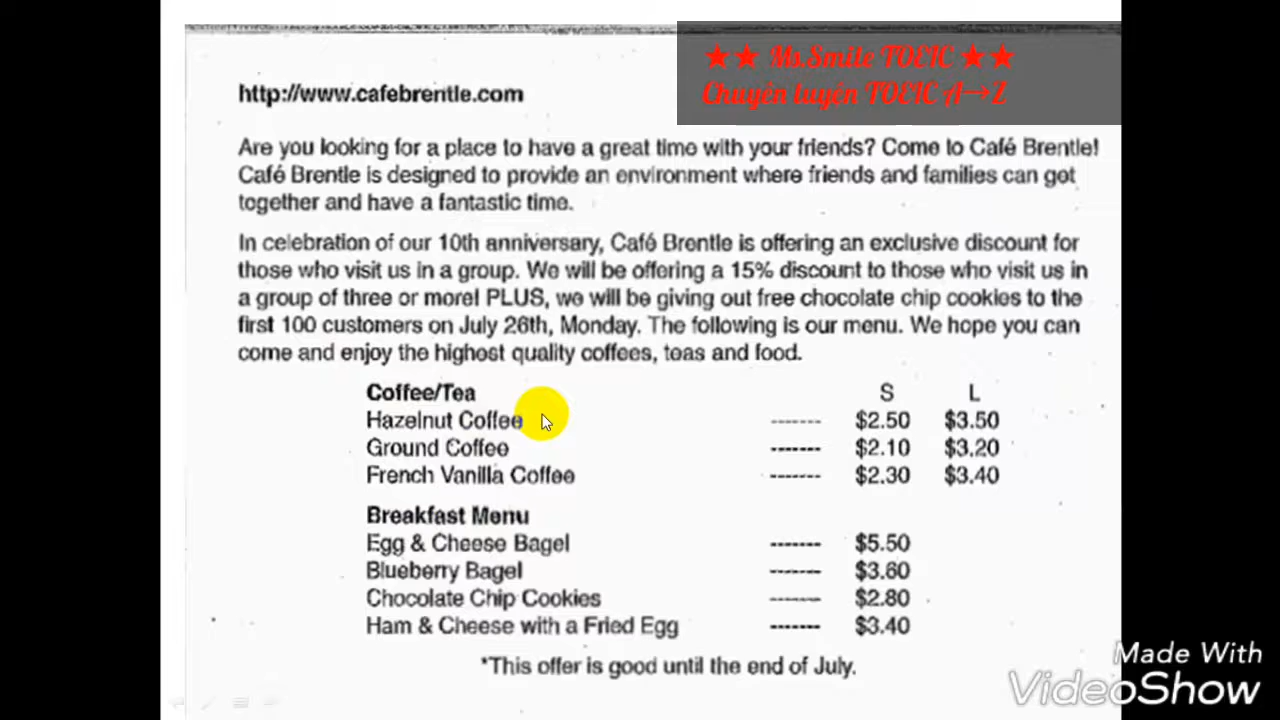 ★★ Ms.Smile TOEIC ★★
Chuyên luyện TOEIC A→Z
http://www.cafebrentle.com
Are you looking for a place to have a great time with your friends? Come to Café Brentle!
Café Brentle is designed to provide an environment where friends and families can get
together and have a fantastic time.
In celebration of our 10th anniversary, Café Brentle is offering an exclusive discount for
those who visit us in a group. We will be offering a 15% discount to those who visit us in
a group of three or more! PLUS, we will be giving out free chocolate chip cookies to the
first 100 customers on July 26th, Monday. The following is our menu. We hope you can
come and enjoy the highest quality coffees, teas and food.
Coffee/Tea S L
Hazelnut Coffee ------- $2.50 $3.50
Ground Coffee ------- $2.10 $3.20
French Vanilla Coffee ------- $2.30 $3.40
Breakfast Menu
Egg & Cheese Bagel ------- $5.50
Blueberry Bagel ------- $3.60
Chocolate Chip Cookies ------- $2.80
Ham & Cheese with a Fried Egg ------- $3.40
*This offer is good until the end of July.
Made With
VideoShow